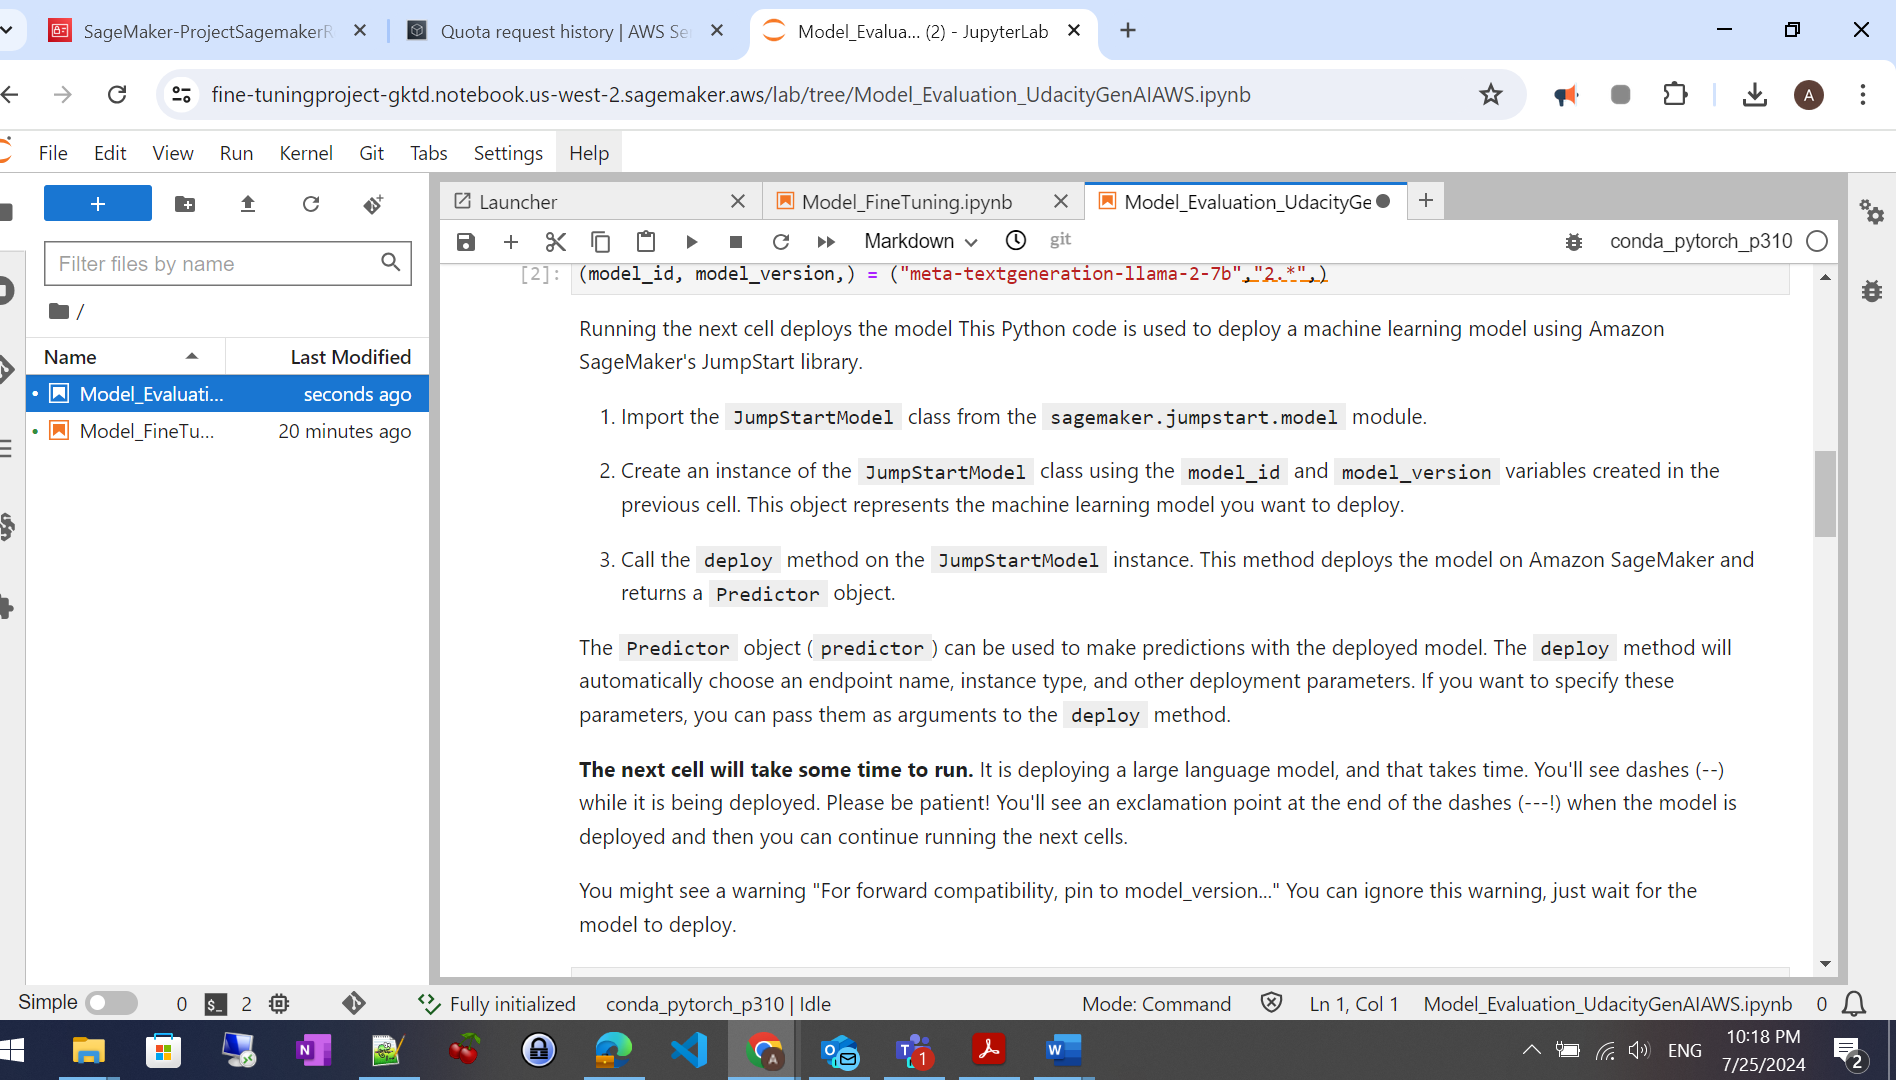 SageMaker-ProjectSagemakerR
Quota request history | AWS Se
Model_Evalua... (2) - JupyterLab
fine-tuningproject-gktd.notebook.us-west-2.sagemaker.aws/lab/tree/Model_Evaluation_UdacityGenAIAWS.ipynb
A
File Edit View Run Kernel Git Tabs Settings Help
Launcher
Model_FineTuning.ipynb
Model_Evaluation_UdacityGe
Markdown
git
conda_pytorch_p310
Filter files by name
/
Name Last Modified
Model_Evaluati... seconds ago
Model_FineTu... 20 minutes ago
[2]: (model_id, model_version,) = ("meta-textgeneration-llama-2-7b","2.*",)
Running the next cell deploys the model This Python code is used to deploy a machine learning model using Amazon
SageMaker's JumpStart library.
1. Import the JumpStartModel class from the sagemaker.jumpstart.model module.
2. Create an instance of the JumpStartModel class using the model_id and model_version variables created in the
previous cell. This object represents the machine learning model you want to deploy.
3. Call the deploy method on the JumpStartModel instance. This method deploys the model on Amazon SageMaker and
returns a Predictor object.
The Predictor object (predictor) can be used to make predictions with the deployed model. The deploy method will
automatically choose an endpoint name, instance type, and other deployment parameters. If you want to specify these
parameters, you can pass them as arguments to the deploy method.
The next cell will take some time to run. It is deploying a large language model, and that takes time. You'll see dashes (--)
while it is being deployed. Please be patient! You'll see an exclamation point at the end of the dashes (---!) when the model is
deployed and then you can continue running the next cells.
You might see a warning "For forward compatibility, pin to model_version..." You can ignore this warning, just wait for the
model to deploy.
Simple 0 2 Fully initialized conda_pytorch_p310 | Idle Mode: Command Ln 1, Col 1 Model_Evaluation_UdacityGenAIAWS.ipynb 0
ENG
10:18 PM
7/25/2024
2